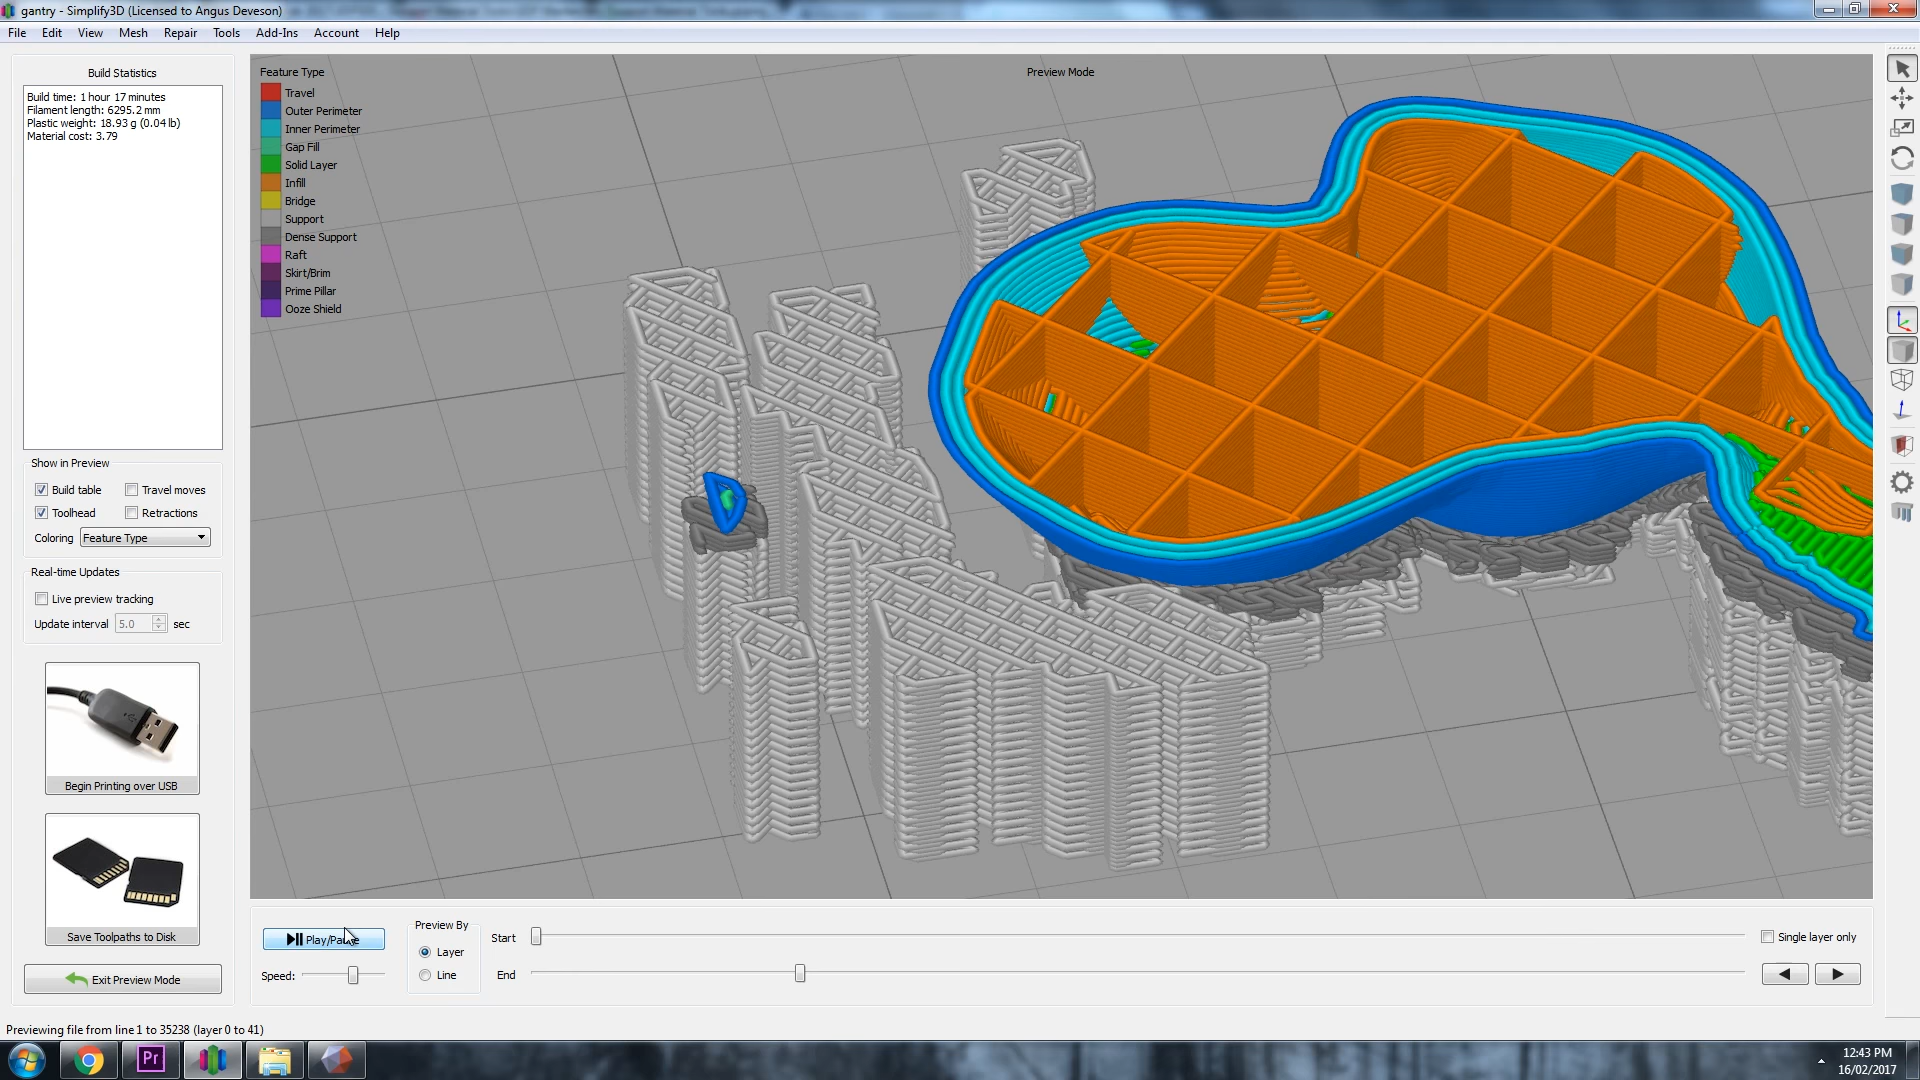 gantry - Simplify3D (Licensed to Angus Deveson)
File Edit View Mesh Repair Tools Add-Ins Account Help
Build Statistics
Build time: 1 hour 17 minutes
Filament length: 6295.2 mm
Plastic weight: 18.93 g (0.04 lb)
Material cost: 3.79
Show in Preview
Build table
Travel moves
Toolhead
Retractions
Coloring
Feature Type
Real-time Updates
Live preview tracking
Update interval 5.0 sec
Begin Printing over USB
Save Toolpaths to Disk
Exit Preview Mode
Feature Type
Travel
Outer Perimeter
Inner Perimeter
Gap Fill
Solid Layer
Infill
Bridge
Support
Dense Support
Raft
Skirt/Brim
Prime Pillar
Ooze Shield
Preview Mode
Play/Pause
Speed:
Preview By
Layer
Line
Start
End
Single layer only
Previewing file from line 1 to 35238 (layer 0 to 41)
Pr
12:43 PM
16/02/2017